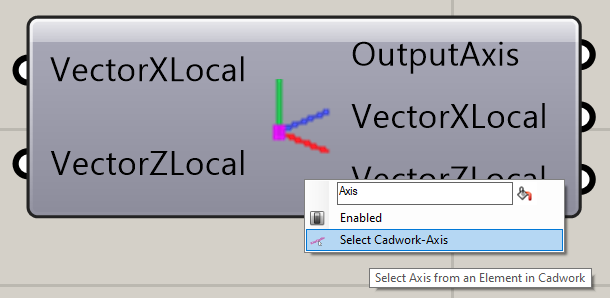 VectorXLocal
VectorZLocal
OutputAxis
VectorXLocal
VectorZLocal
Axis
Enabled
Select Cadwork-Axis
Select Axis from an Element in Cadwork